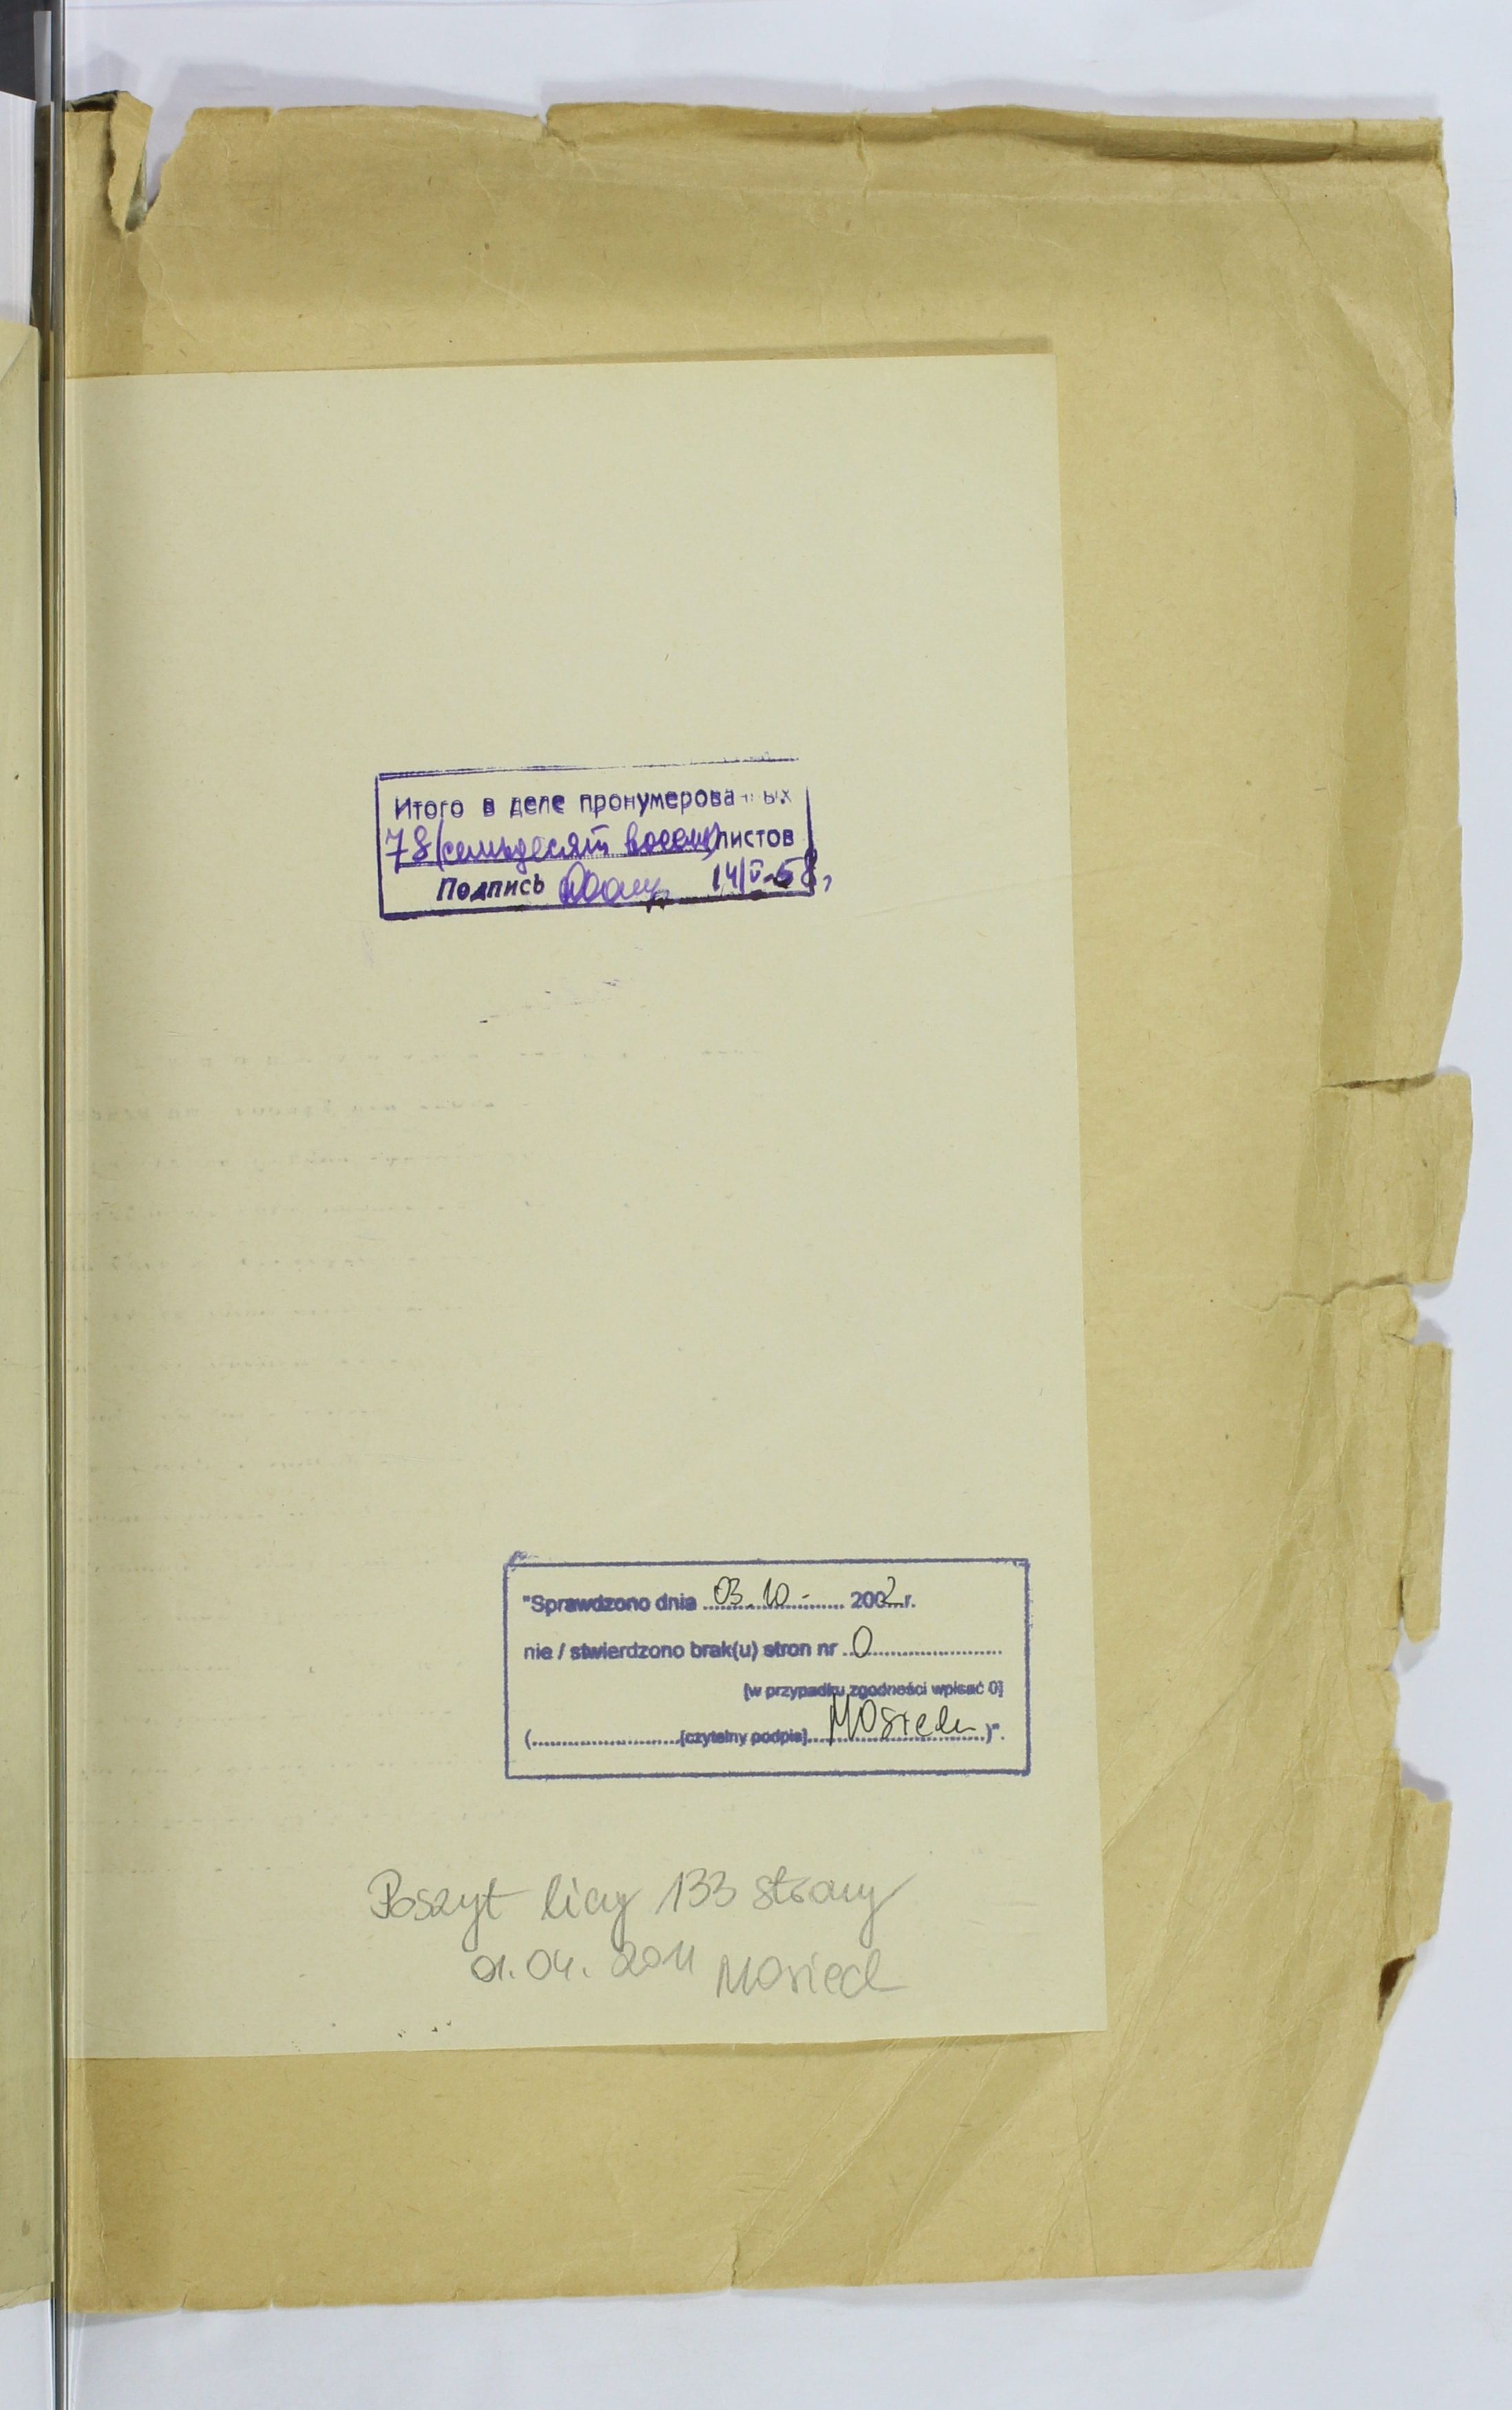 Итого в деле пронумерованных
78 (семьдесят восемь) листов
Подпись 14/V-58,
"Sprawdzono dnia 03.10.- 2002 r.
nie / stwierdzono brak(u) stron nr 0
[w przypadku zgodności wpisać 0]
(.......................[czytelny podpis] MOsiech )".
Poszyt liczy 133 strony
01.04.2011